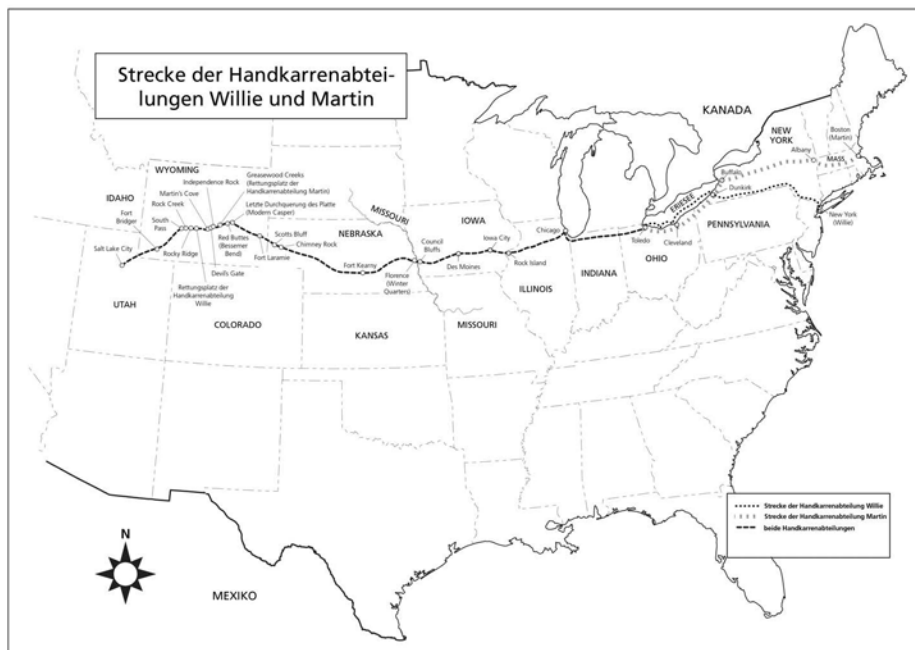 Strecke der Handkarrenabtei-
lungen Willie und Martin
KANADA
NEW
YORK
Boston
(Martin)
Albany
MASS.
Buffalo
Dunkirk
ERIESEE
PENNSYLVANIA
New York
(Willie)
Cleveland
Toledo
OHIO
INDIANA
Chicago
ILLINOIS
Rock Island
Iowa City
IOWA
Des Moines
Council
Bluffs
MISSOURI
MISSOURI
Florence
(Winter
Quarters)
NEBRASKA
Fort Kearny
KANSAS
Chimney Rock
Scotts Bluff
Fort Laramie
Letzte Durchquerung des Platte
(Modern Casper)
Greasewood Creeks
(Rettungsplatz der
Handkarrenabteilung Martin)
Red Buttes
(Bessemer
Bend)
Independence Rock
WYOMING
Martin's Cove
Devil's Gate
Rock Creek
Rettungsplatz der
Handkarrenabteilung
Willie
Rocky Ridge
South
Pass
IDAHO
Fort
Bridger
Salt Lake City
UTAH
COLORADO
N
MEXIKO
Strecke der Handkarrenabteilung Willie
Strecke der Handkarrenabteilung Martin
beide Handkarrenabteilungen